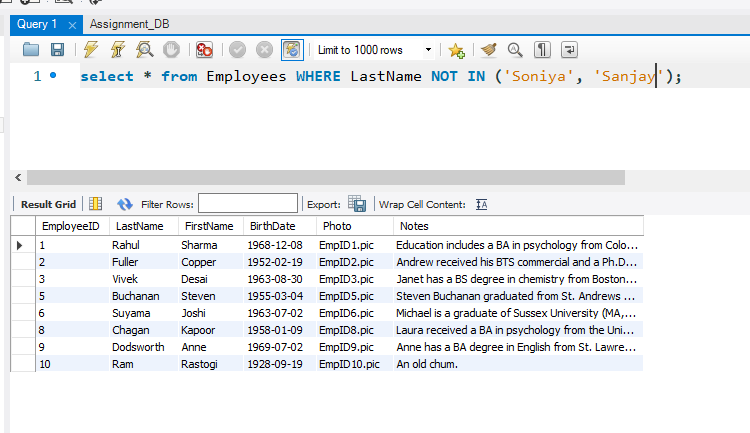 Query 1 Assignment_DB
Limit to 1000 rows
1 select * from Employees WHERE LastName NOT IN ('Soniya', 'Sanjay');
Result Grid Filter Rows: Export: Wrap Cell Content:
EmployeeID LastName FirstName BirthDate Photo Notes
1 Rahul Sharma 1968-12-08 EmpID1.pic Education includes a BA in psychology from Colo...
2 Fuller Copper 1952-02-19 EmpID2.pic Andrew received his BTS commercial and a Ph.D...
3 Vivek Desai 1963-08-30 EmpID3.pic Janet has a BS degree in chemistry from Boston...
5 Buchanan Steven 1955-03-04 EmpID5.pic Steven Buchanan graduated from St. Andrews ...
6 Suyama Joshi 1963-07-02 EmpID6.pic Michael is a graduate of Sussex University (MA,...
8 Chagan Kapoor 1958-01-09 EmpID8.pic Laura received a BA in psychology from the Uni...
9 Dodsworth Anne 1969-07-02 EmpID9.pic Anne has a BA degree in English from St. Lawre...
10 Ram Rastogi 1928-09-19 EmpID10.pic An old chum.